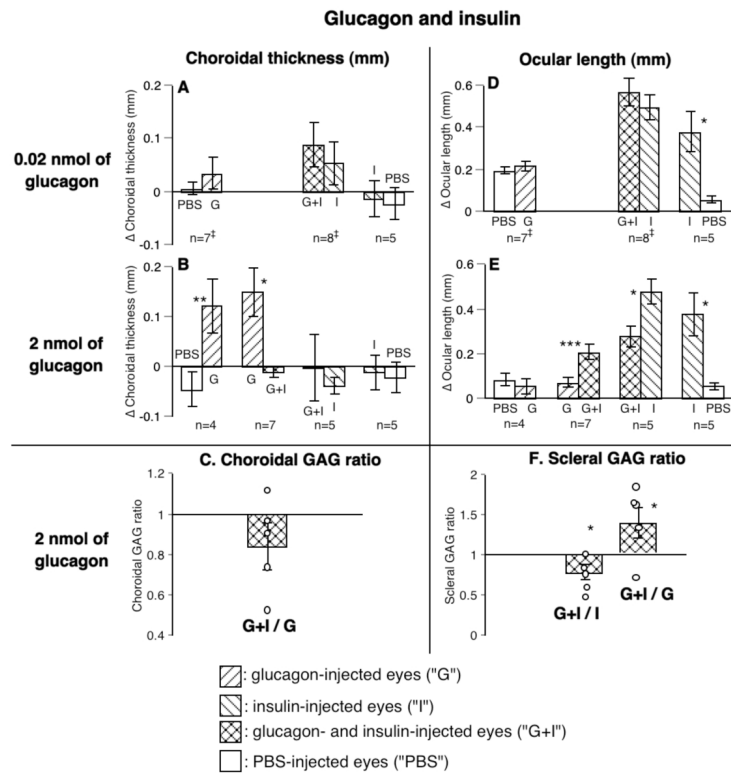 Glucagon and insulin
Choroidal thickness (mm)
Ocular length (mm)
0.02 nmol of
glucagon
A
Δ Choroidal thickness (mm)
0.2
0.1
0
-0.1
PBS G
G+I I
I PBS
n=7‡
n=8‡
n=5
D
Δ Ocular length (mm)
0.6
0.4
0.2
0
*
PBS G
G+I I
I PBS
n=7‡
n=8‡
n=5
2 nmol of
glucagon
B
Δ Choroidal thickness (mm)
0.2
0.1
0
-0.1
**
*
PBS G
G G+I
G+I I
I PBS
n=4
n=7
n=5
n=5
E
Δ Ocular length (mm)
0.6
0.4
0.2
0
***
*
*
PBS G
G G+I
G+I I
I PBS
n=4
n=7
n=5
n=5
2 nmol of
glucagon
C. Choroidal GAG ratio
Choroidal GAG ratio
1.2
1
0.8
0.6
0.4
G+I / G
F. Scleral GAG ratio
Scleral GAG ratio
2
1.5
1
0.5
0
*
*
G+I / I
G+I / G
: glucagon-injected eyes ("G")
: insulin-injected eyes ("I")
: glucagon- and insulin-injected eyes ("G+I")
: PBS-injected eyes ("PBS")